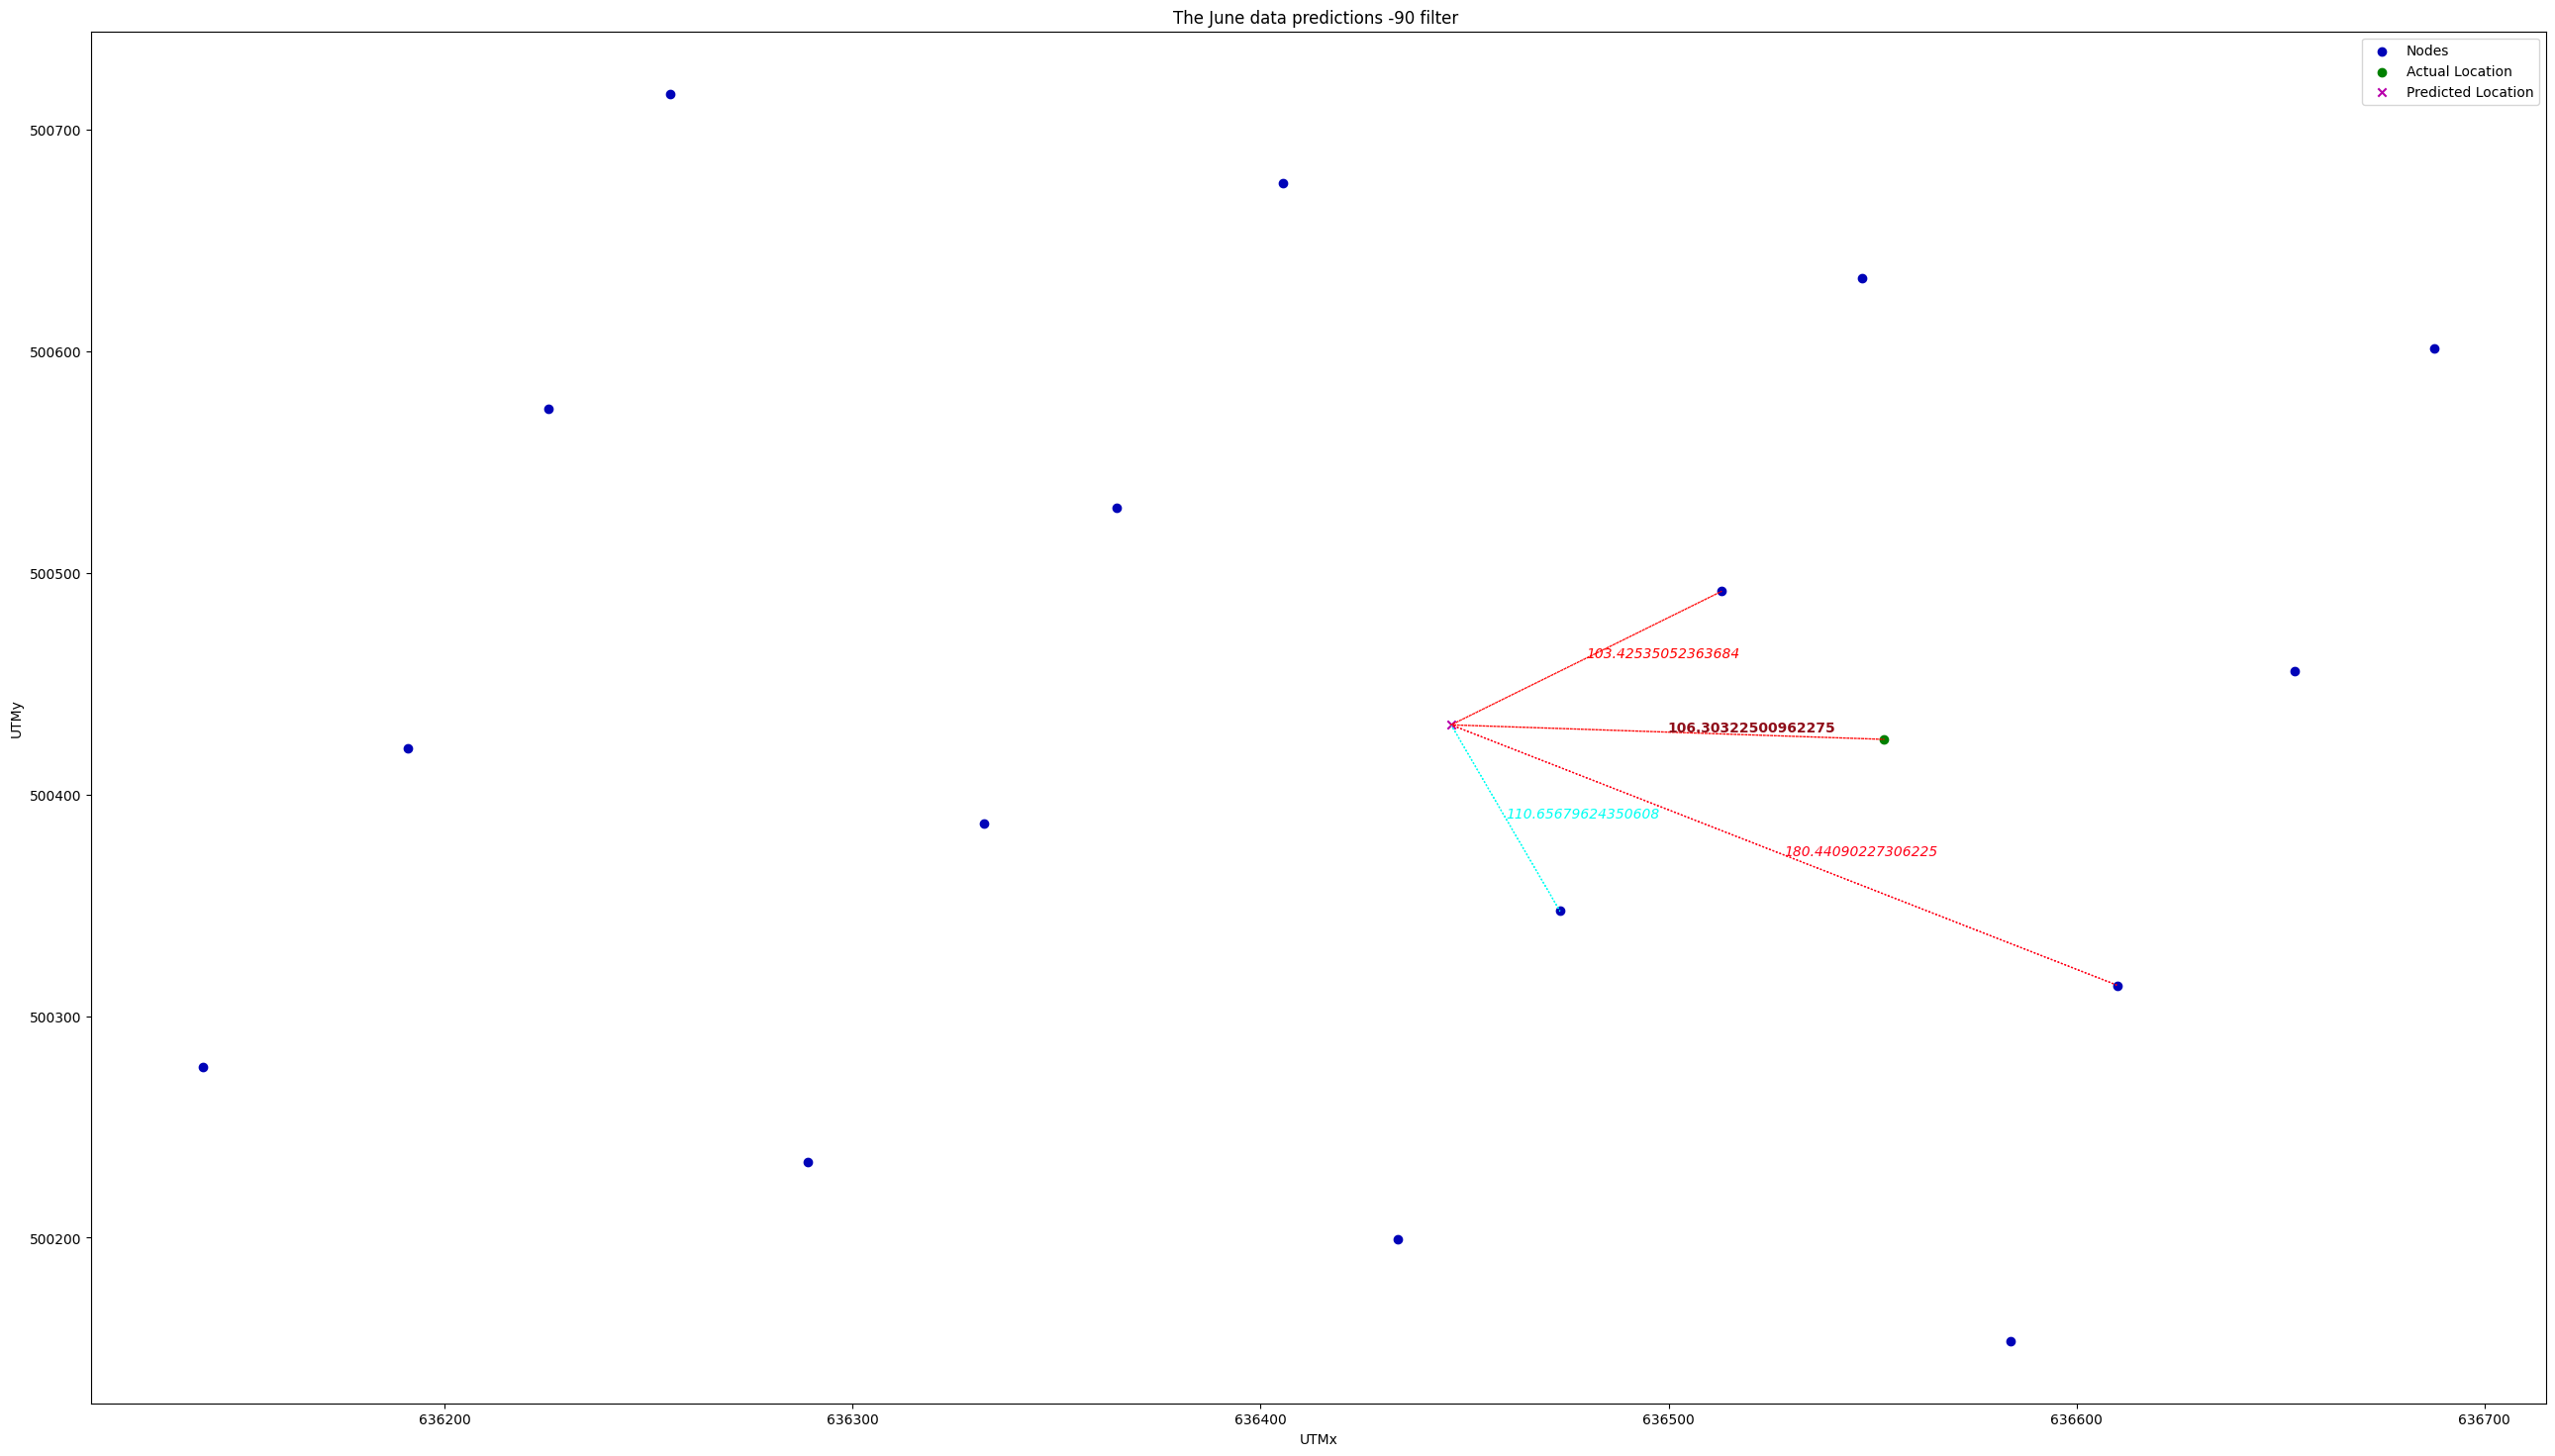 The June data predictions -90 filter
Nodes
Actual Location
Predicted Location
500700
500600
500500
500400
500300
500200
UTMy
103.42535052363684
106.30322500962275
110.65679624350608
180.44090227306225
636200
636300
636400
636500
636600
636700
UTMx